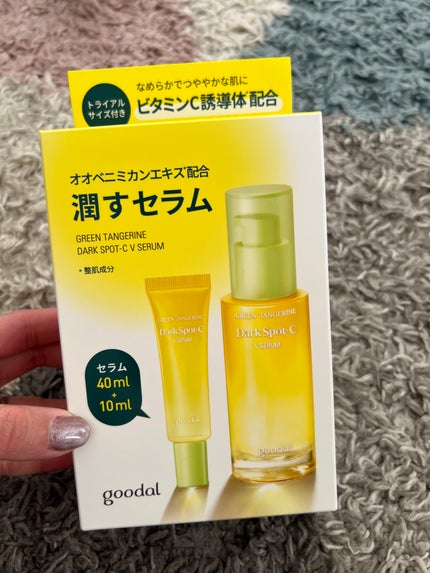 トライアル
サイズ付き
なめらかでつややかな肌に
ビタミンC誘導体*配合
オオベニミカンエキス*配合
潤すセラム
GREEN TANGERINE
DARK SPOT-C V SERUM
*整肌成分
GREEN TANGERINE
Dark Spot-C
V SERUM
goodal
GREEN TANGERINE
Dark Spot-C
V SERUM
goodal
セラム
40ml
+
10ml
goodal